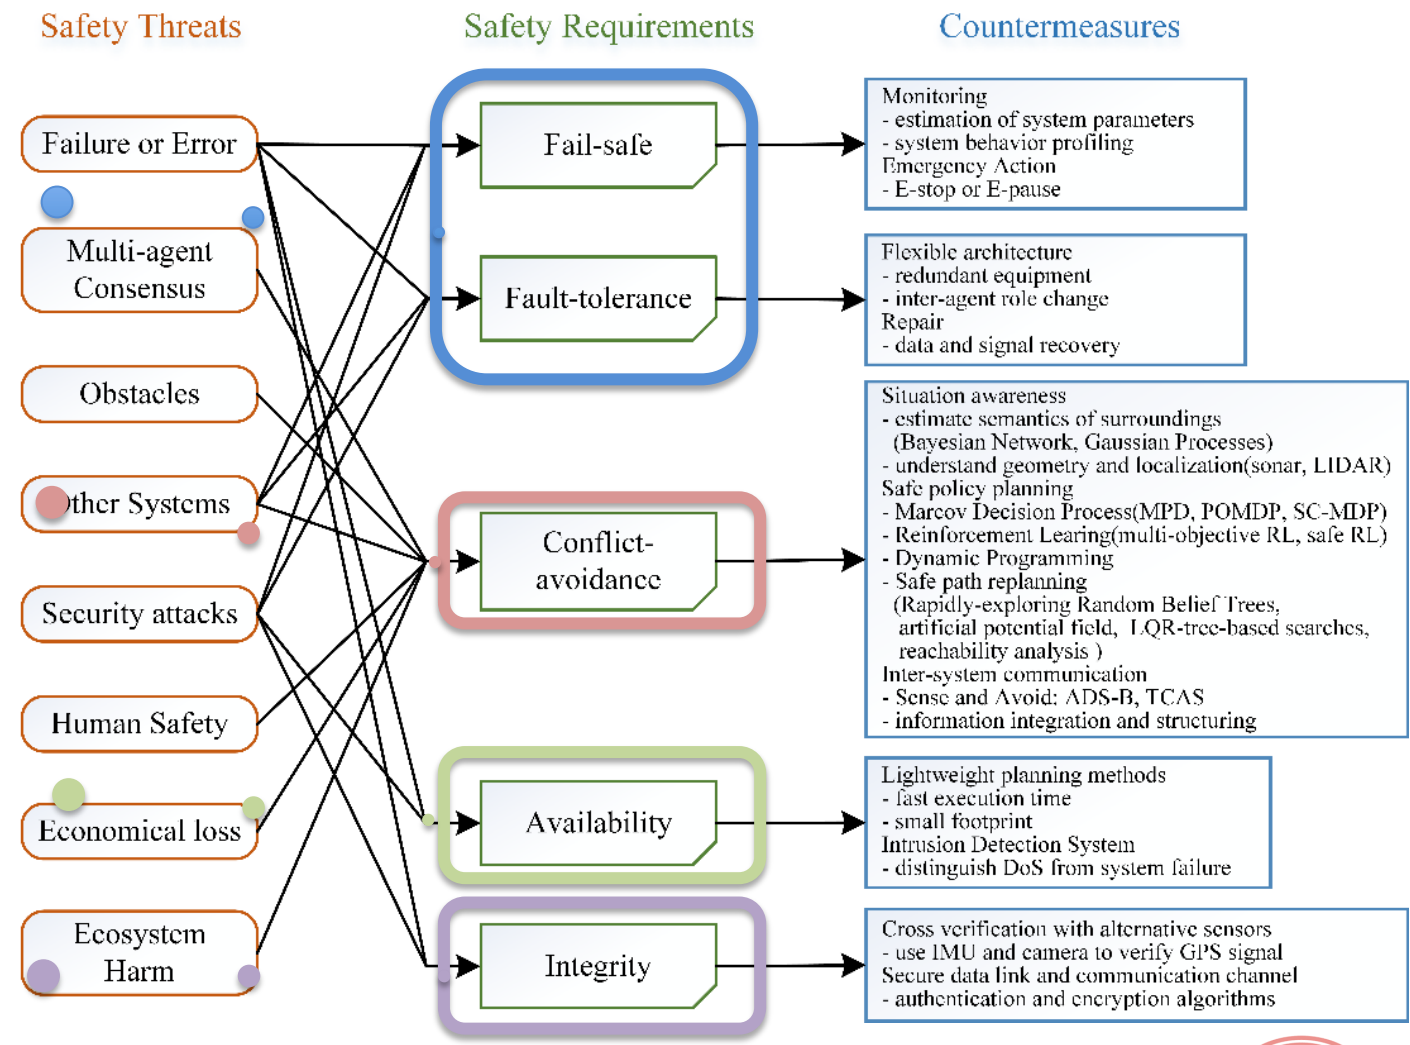 Safety Threats
Safety Requirements
Countermeasures
Failure or Error
Multi-agent
Consensus
Obstacles
Other Systems
Security attacks
Human Safety
Economical loss
Ecosystem
Harm
Fail-safe
Fault-tolerance
Conflict-
avoidance
Availability
Integrity
Monitoring
- estimation of system parameters
- system behavior profiling
Emergency Action
- E-stop or E-pause
Flexible architecture
- redundant equipment
- inter-agent role change
Repair
- data and signal recovery
Situation awareness
- estimate semantics of surroundings
(Bayesian Network, Gaussian Processes)
- understand geometry and localization(sonar, LIDAR)
Safe policy planning
- Marcov Decision Process(MPD, POMDP, SC-MDP)
- Reinforcement Learing(multi-objective RL, safe RL)
- Dynamic Programming
- Safe path replanning
(Rapidly-exploring Random Belief Trees,
artificial potential field, LQR-tree-based searches,
reachability analysis )
Inter-system communication
- Sense and Avoid: ADS-B, TCAS
- information integration and structuring
Lightweight planning methods
- fast execution time
- small footprint
Intrusion Detection System
- distinguish DoS from system failure
Cross verification with alternative sensors
- use IMU and camera to verify GPS signal
Secure data link and communication channel
- authentication and encryption algorithms